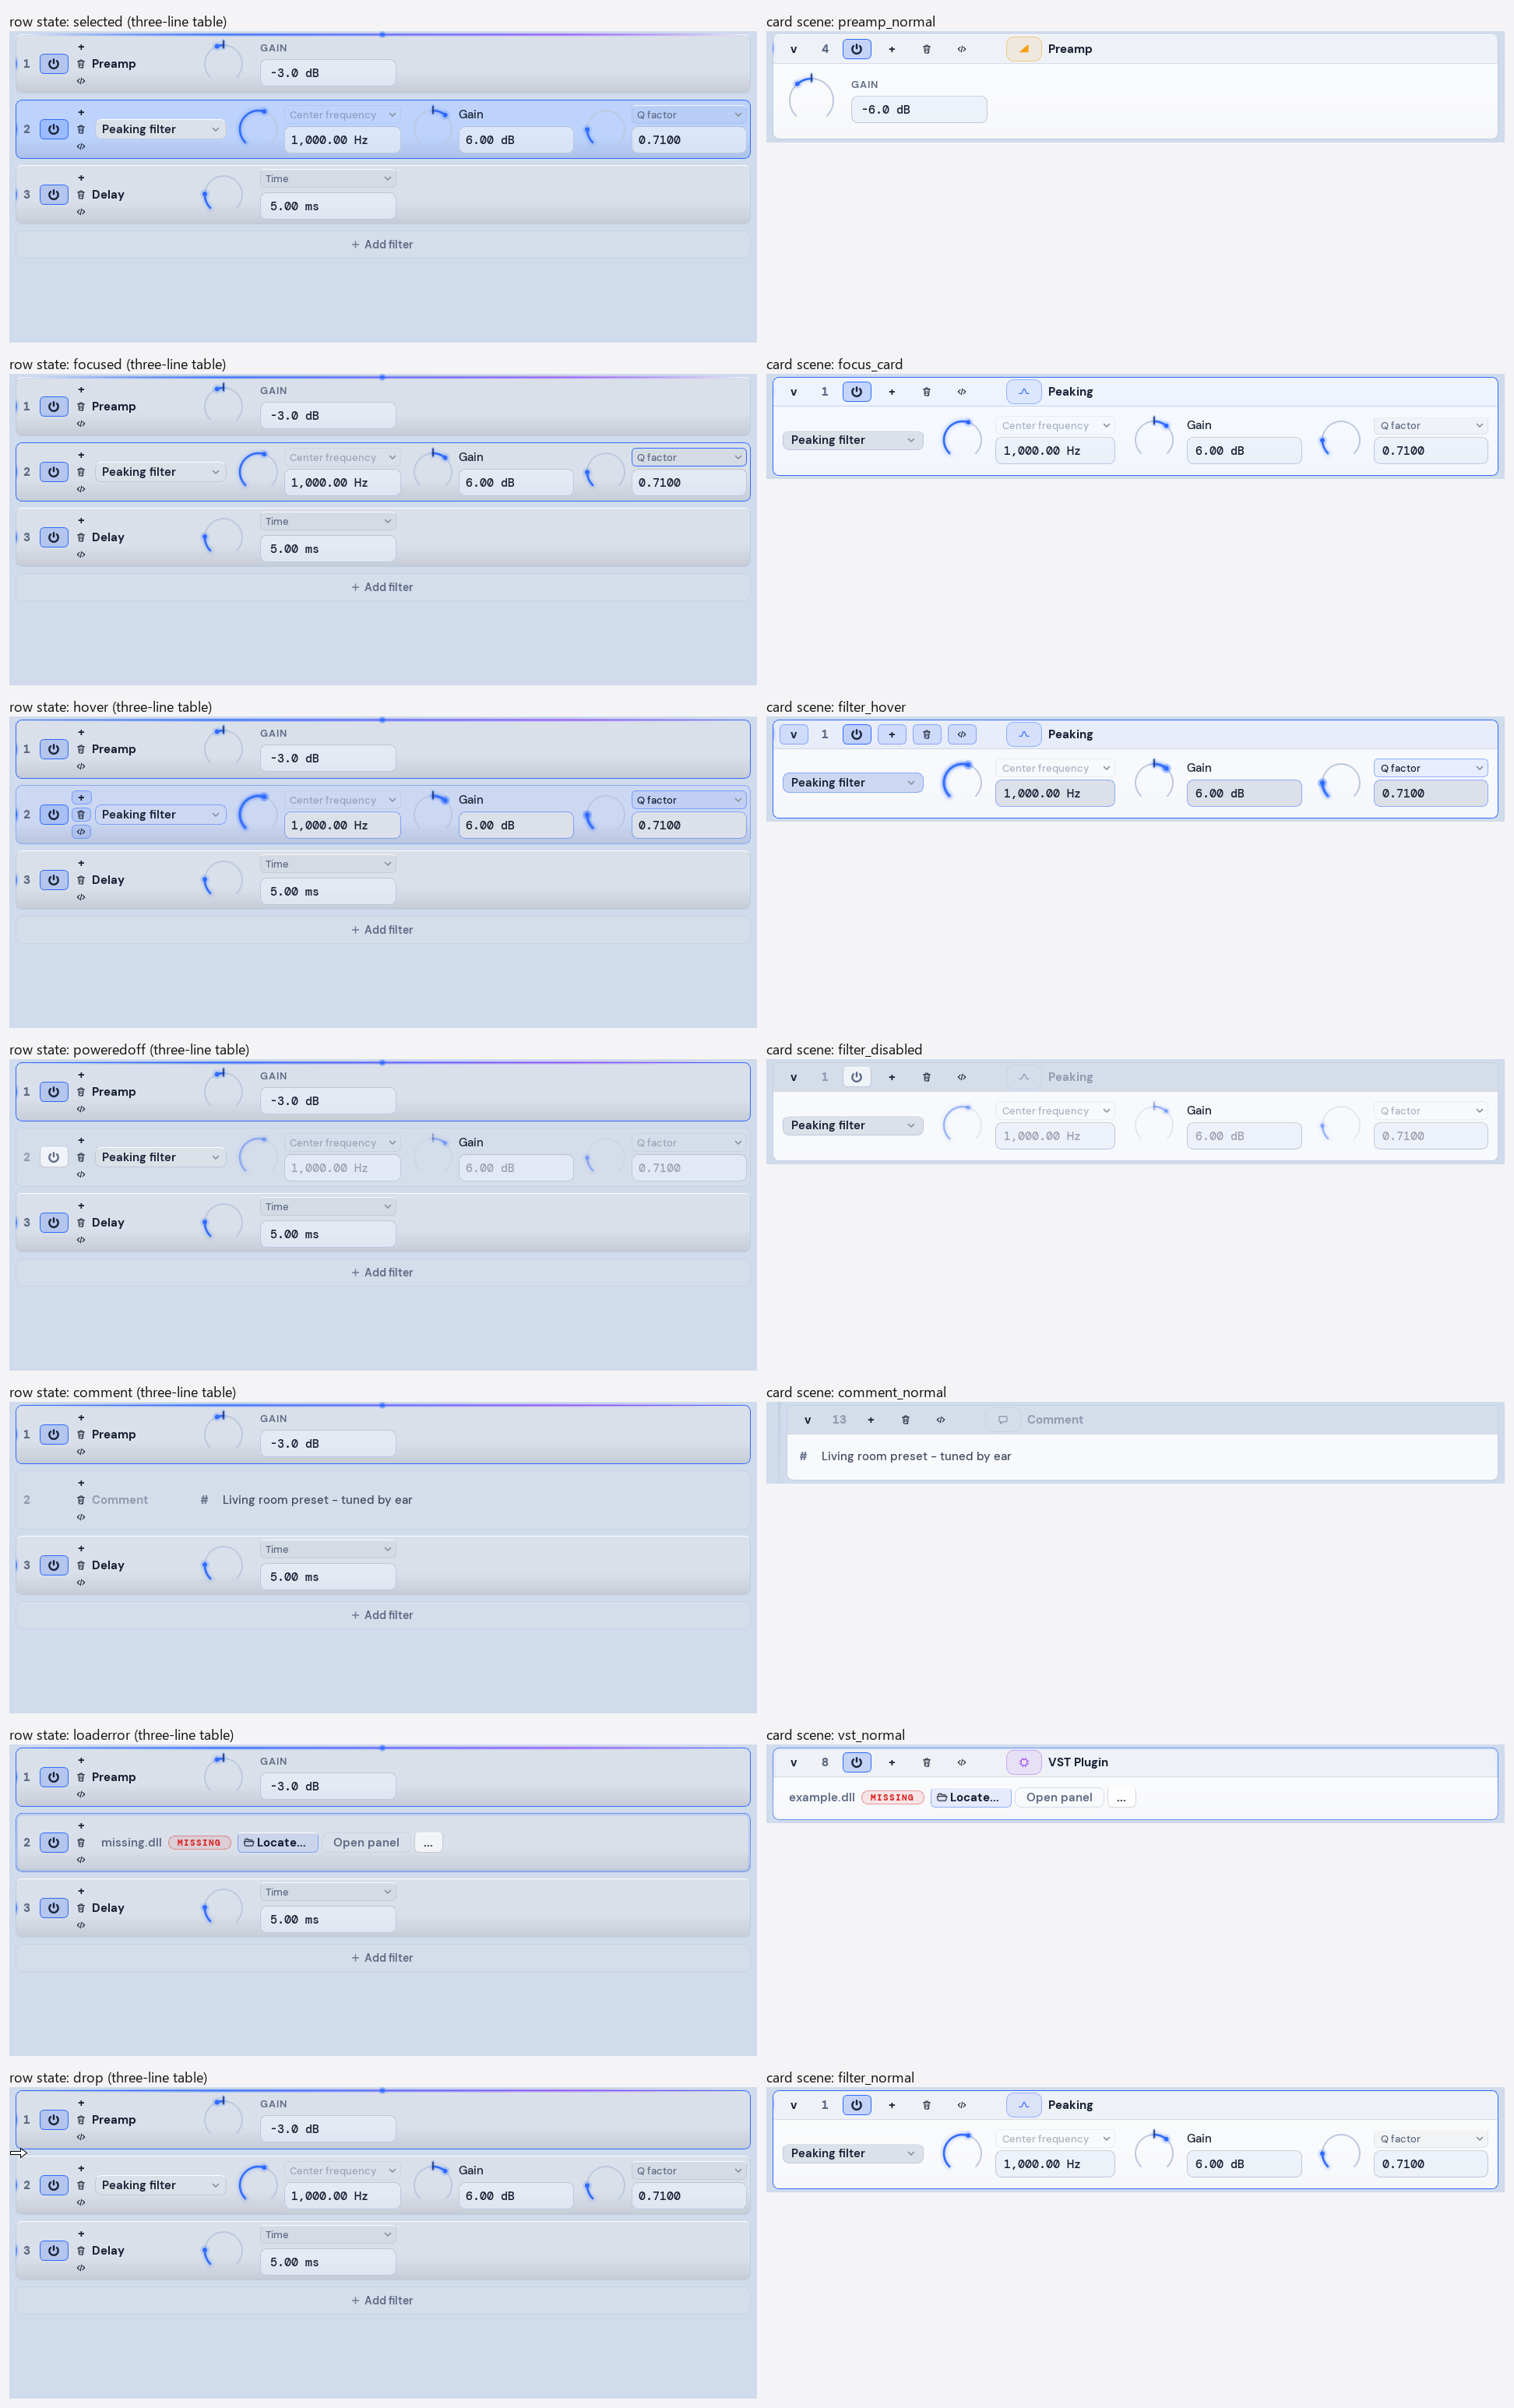 row state: selected (three-line table)
1 Preamp GAIN
-3.0 dB
2 Peaking filter Center frequency Gain Q factor
1,000.00 Hz 6.00 dB 0.7100
3 Delay Time
5.00 ms
+ Add filter
card scene: preamp_normal
v 4 + </> Preamp
GAIN
-6.0 dB
row state: focused (three-line table)
1 Preamp GAIN
-3.0 dB
2 Peaking filter Center frequency Gain Q factor
1,000.00 Hz 6.00 dB 0.7100
3 Delay Time
5.00 ms
+ Add filter
card scene: focus_card
v 1 + </> Peaking
Peaking filter Center frequency Gain Q factor
1,000.00 Hz 6.00 dB 0.7100
row state: hover (three-line table)
1 Preamp GAIN
-3.0 dB
2 Peaking filter Center frequency Gain Q factor
1,000.00 Hz 6.00 dB 0.7100
3 Delay Time
5.00 ms
+ Add filter
card scene: filter_hover
v 1 + </> Peaking
Peaking filter Center frequency Gain Q factor
1,000.00 Hz 6.00 dB 0.7100
row state: poweredoff (three-line table)
1 Preamp GAIN
-3.0 dB
2 Peaking filter Center frequency Gain Q factor
1,000.00 Hz 6.00 dB 0.7100
3 Delay Time
5.00 ms
+ Add filter
card scene: filter_disabled
v 1 + </> Peaking
Peaking filter Center frequency Gain Q factor
1,000.00 Hz 6.00 dB 0.7100
row state: comment (three-line table)
1 Preamp GAIN
-3.0 dB
2 Comment # Living room preset - tuned by ear
3 Delay Time
5.00 ms
+ Add filter
card scene: comment_normal
v 13 + </> Comment
# Living room preset - tuned by ear
row state: loaderror (three-line table)
1 Preamp GAIN
-3.0 dB
2 missing.dll MISSING Locate... Open panel ...
3 Delay Time
5.00 ms
+ Add filter
card scene: vst_normal
v 8 + </> VST Plugin
example.dll MISSING Locate... Open panel ...
row state: drop (three-line table)
1 Preamp GAIN
-3.0 dB
2 Peaking filter Center frequency Gain Q factor
1,000.00 Hz 6.00 dB 0.7100
3 Delay Time
5.00 ms
+ Add filter
card scene: filter_normal
v 1 + </> Peaking
Peaking filter Center frequency Gain Q factor
1,000.00 Hz 6.00 dB 0.7100